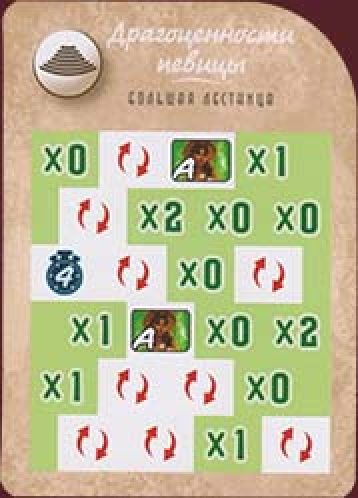 Драгоценности
певицы
БОЛЬШАЯ ЛЕСТНИЦА
X0 A X1
X2 X0 X0
4 X0
X1 A X0 X2
X1 X0
X1